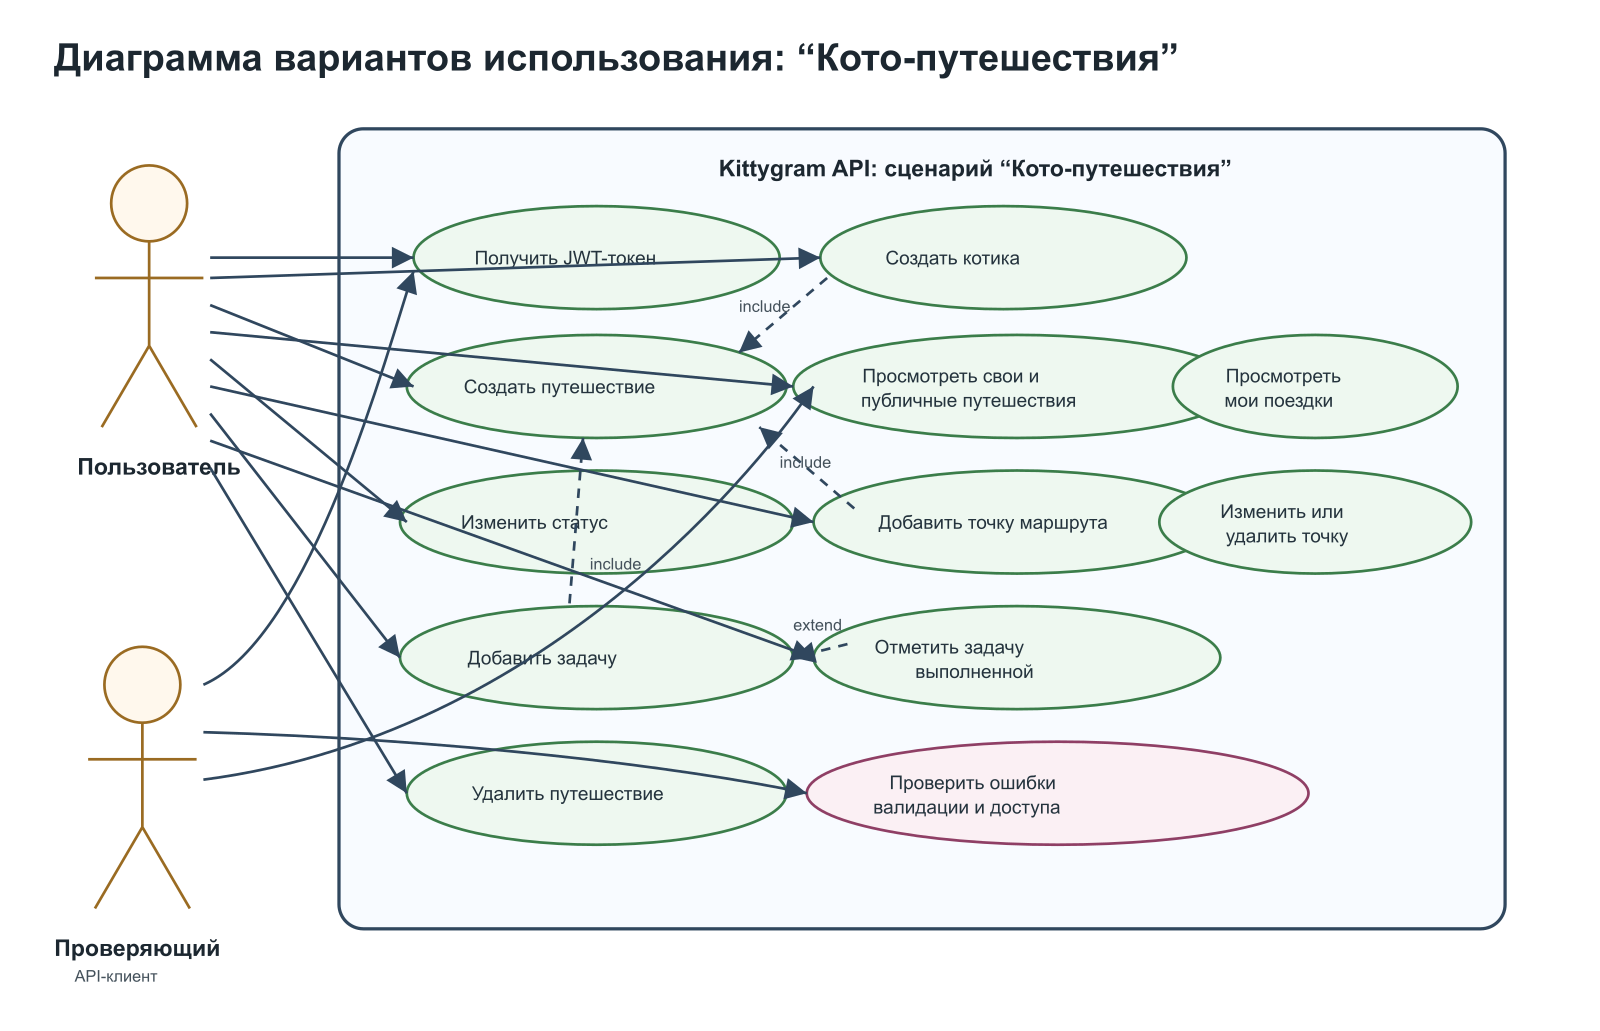 Диаграмма вариантов использования: “Кото-путешествия”
Kittygram API: сценарий “Кото-путешествия”
Получить JWT-токен
Создать котика
include
Создать путешествие
Просмотреть свои и
публичные путешествия
Просмотреть
мои поездки
Пользователь
include
Изменить статус
Добавить точку маршрута
Изменить или
удалить точку
include
extend
Добавить задачу
Отметить задачу
выполненной
Удалить путешествие
Проверить ошибки
валидации и доступа
Проверяющий
API-клиент